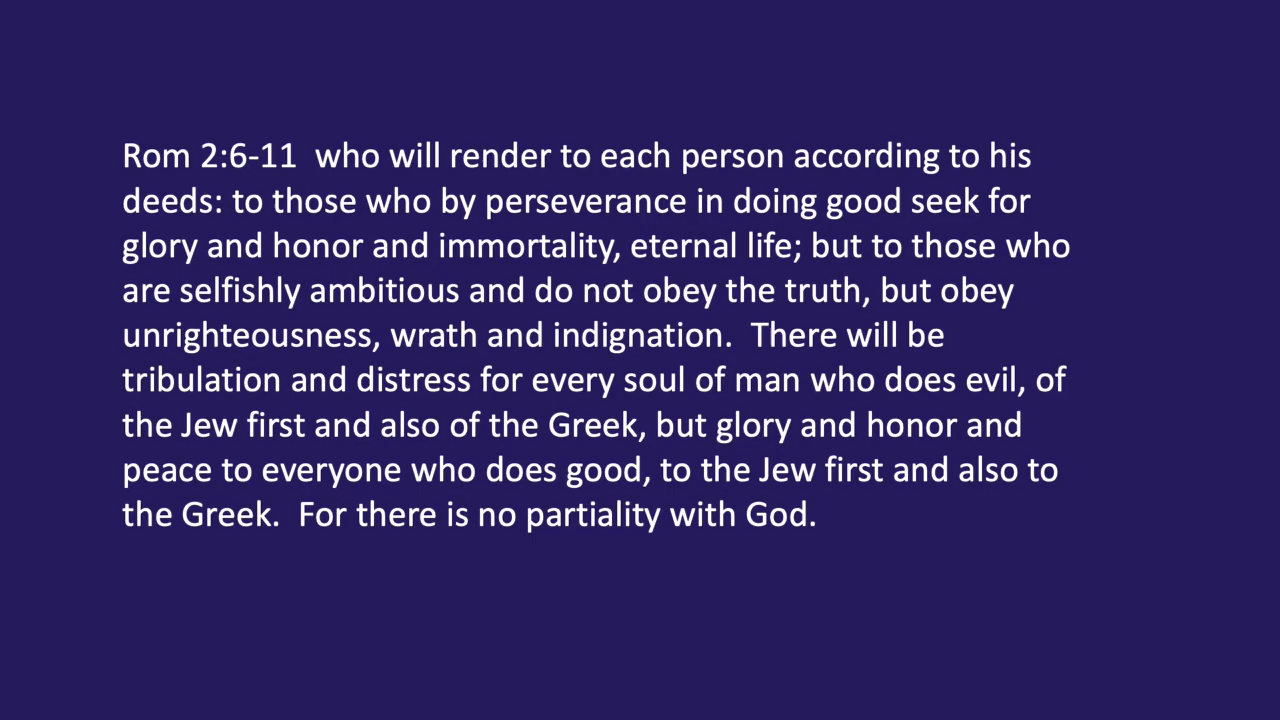 Rom 2:6-11  who will render to each person according to his
deeds: to those who by perseverance in doing good seek for
glory and honor and immortality, eternal life; but to those who
are selfishly ambitious and do not obey the truth, but obey
unrighteousness, wrath and indignation.  There will be
tribulation and distress for every soul of man who does evil, of
the Jew first and also of the Greek, but glory and honor and
peace to everyone who does good, to the Jew first and also to
the Greek.  For there is no partiality with God.